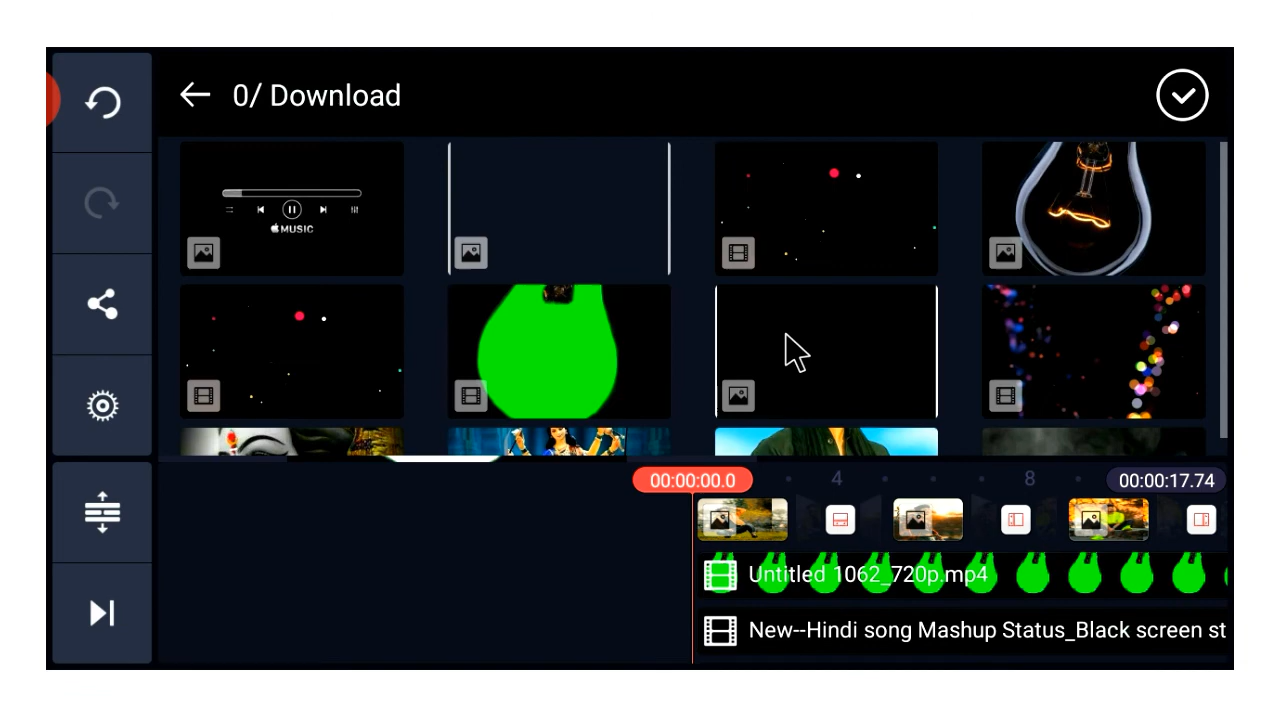 0/ Download
MUSIC
00:00:00.0
4
8
00:00:17.74
Untitled 1062_720p.mp4
New--Hindi song Mashup Status_Black screen st